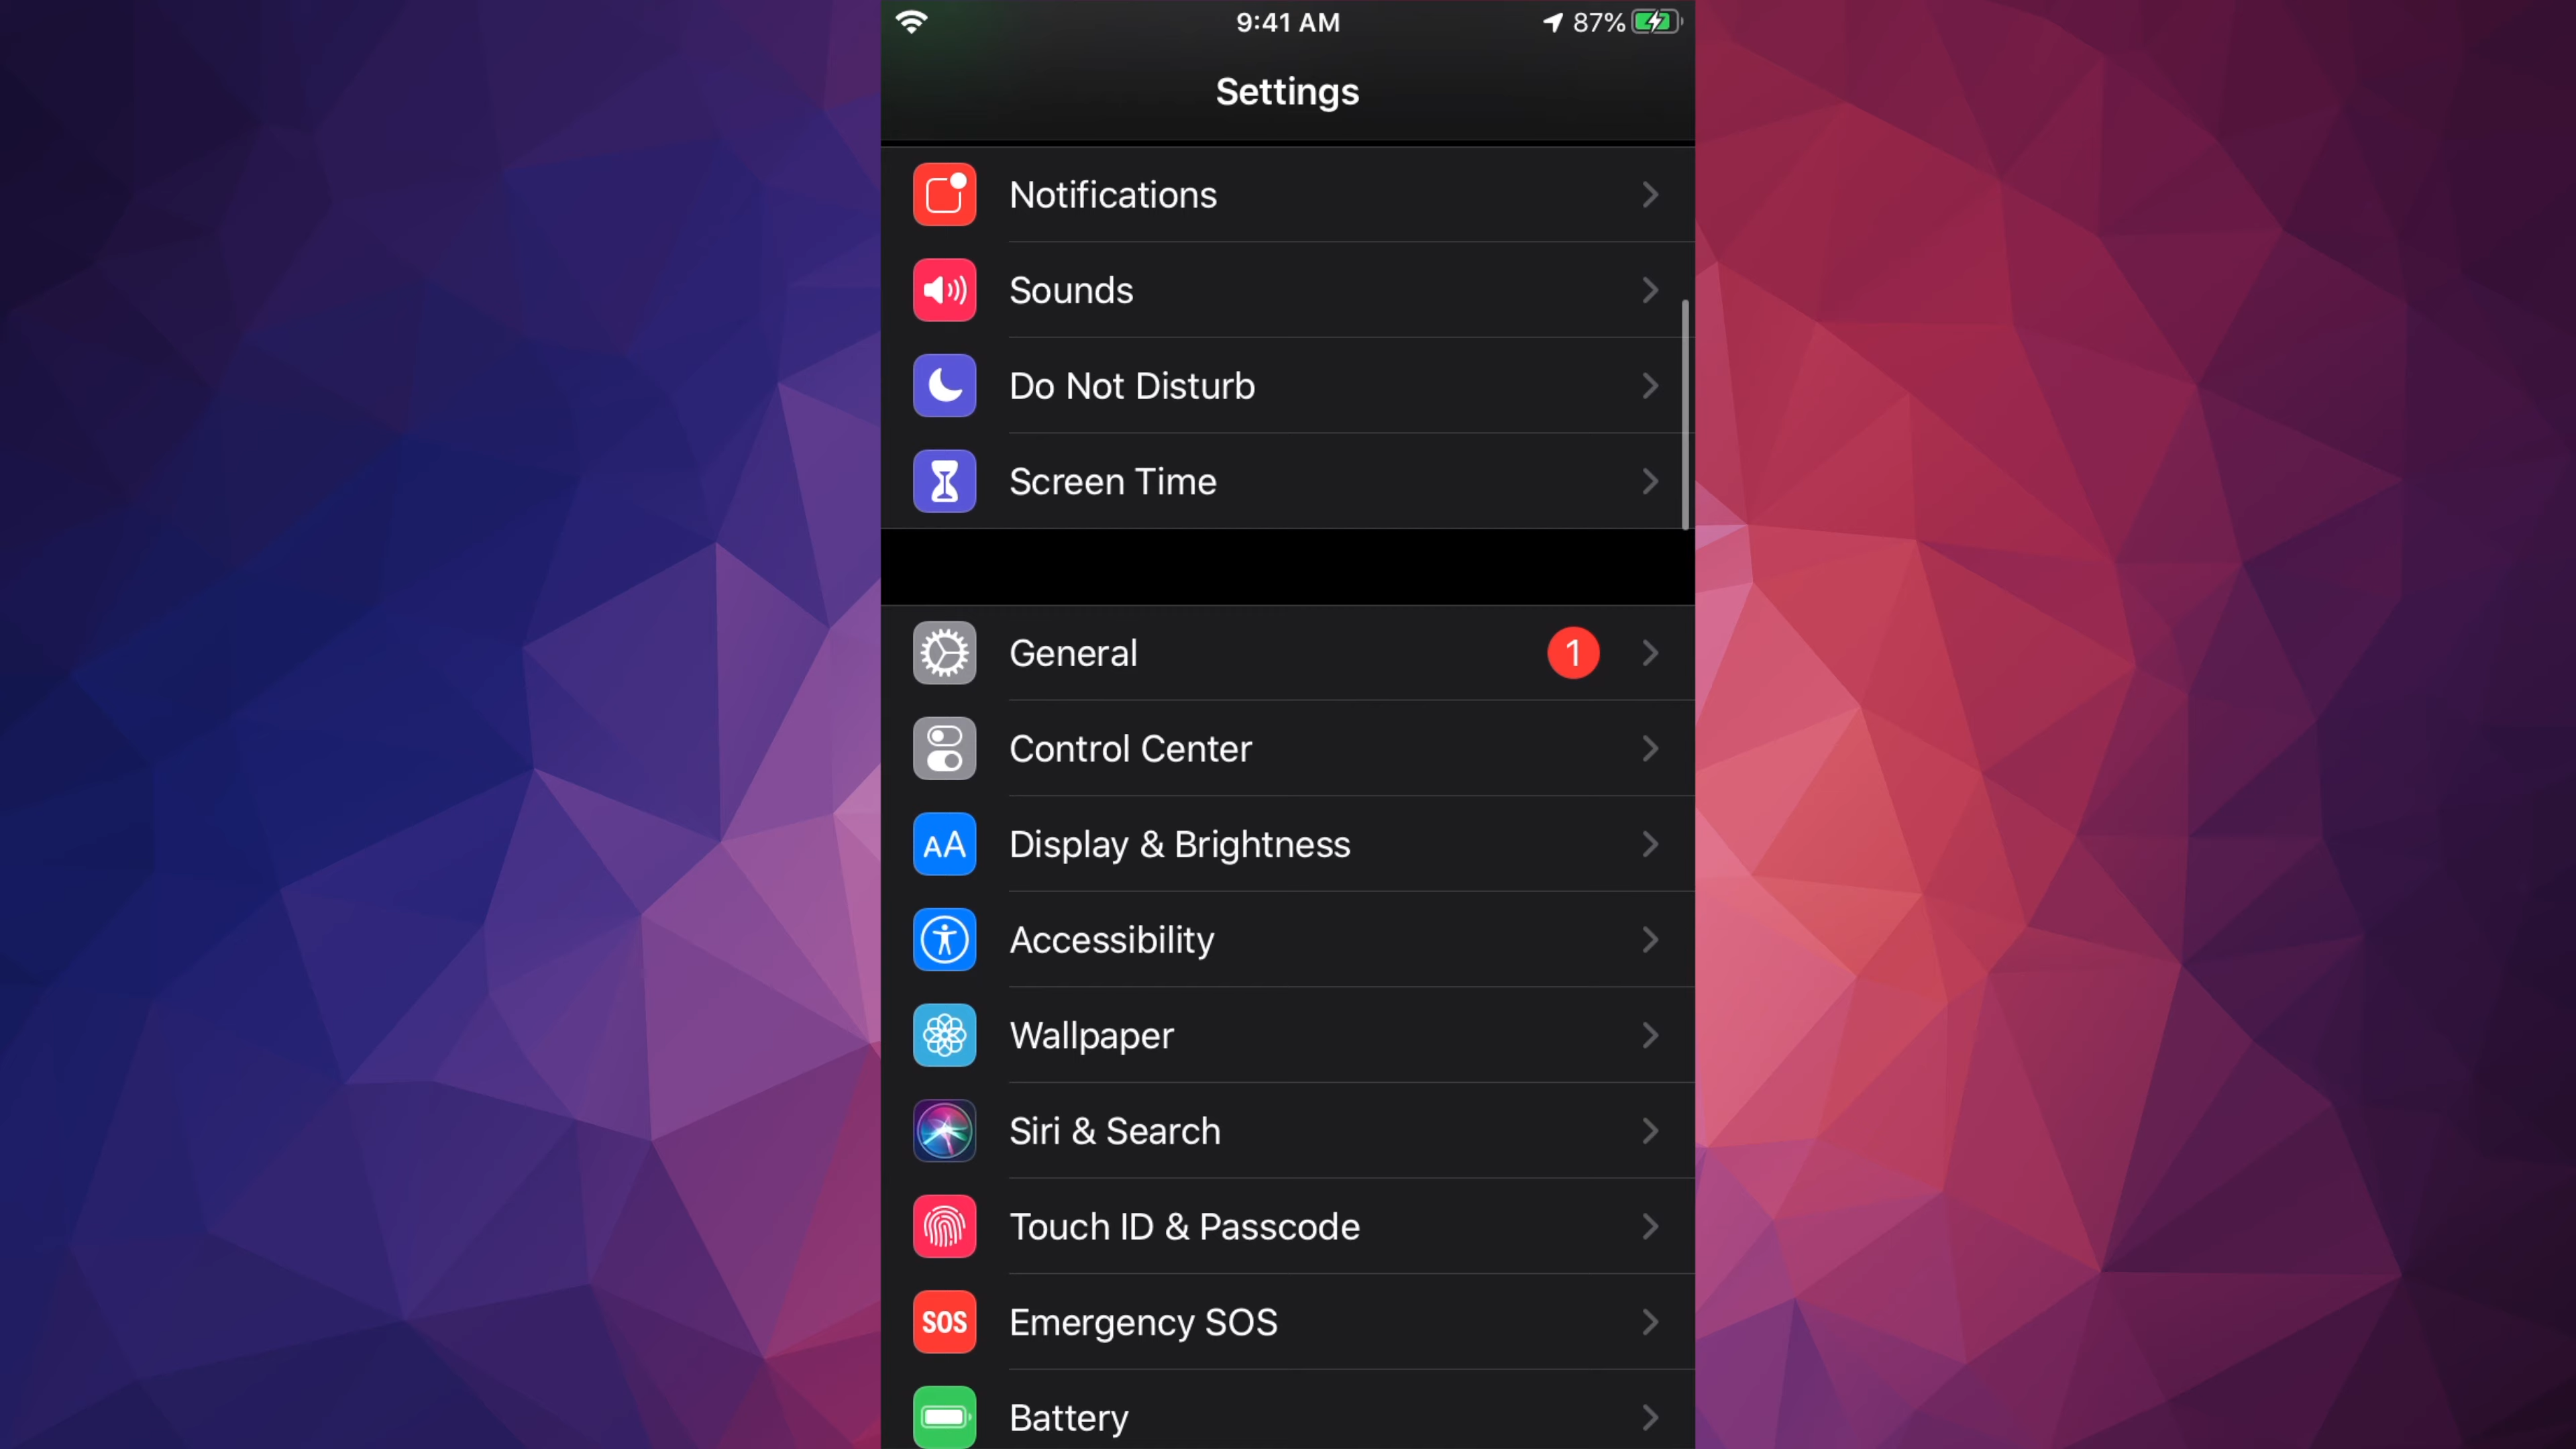 9:41 AM
87%
Settings
Notifications
Sounds
Do Not Disturb
Screen Time
General
1
Control Center
AA
Display & Brightness
Accessibility
Wallpaper
Siri & Search
Touch ID & Passcode
SOS
Emergency SOS
Battery